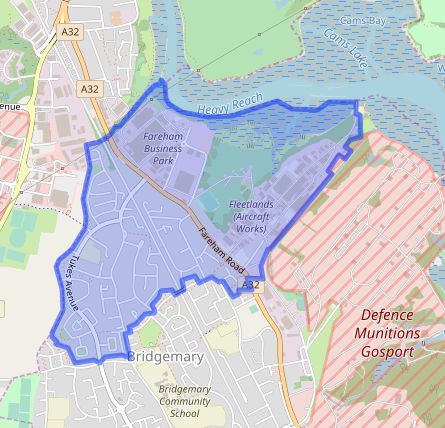 Cams Bay
Cams Lake
A32
A32
Heavy Reach
enue
Fareham
Business
Park
Fleetlands
(Aircraft
Works)
Tukes Avenue
Fareham Road
A32
Defence
Munitions
Gosport
Bridgemary
Bridgemary
Community
School